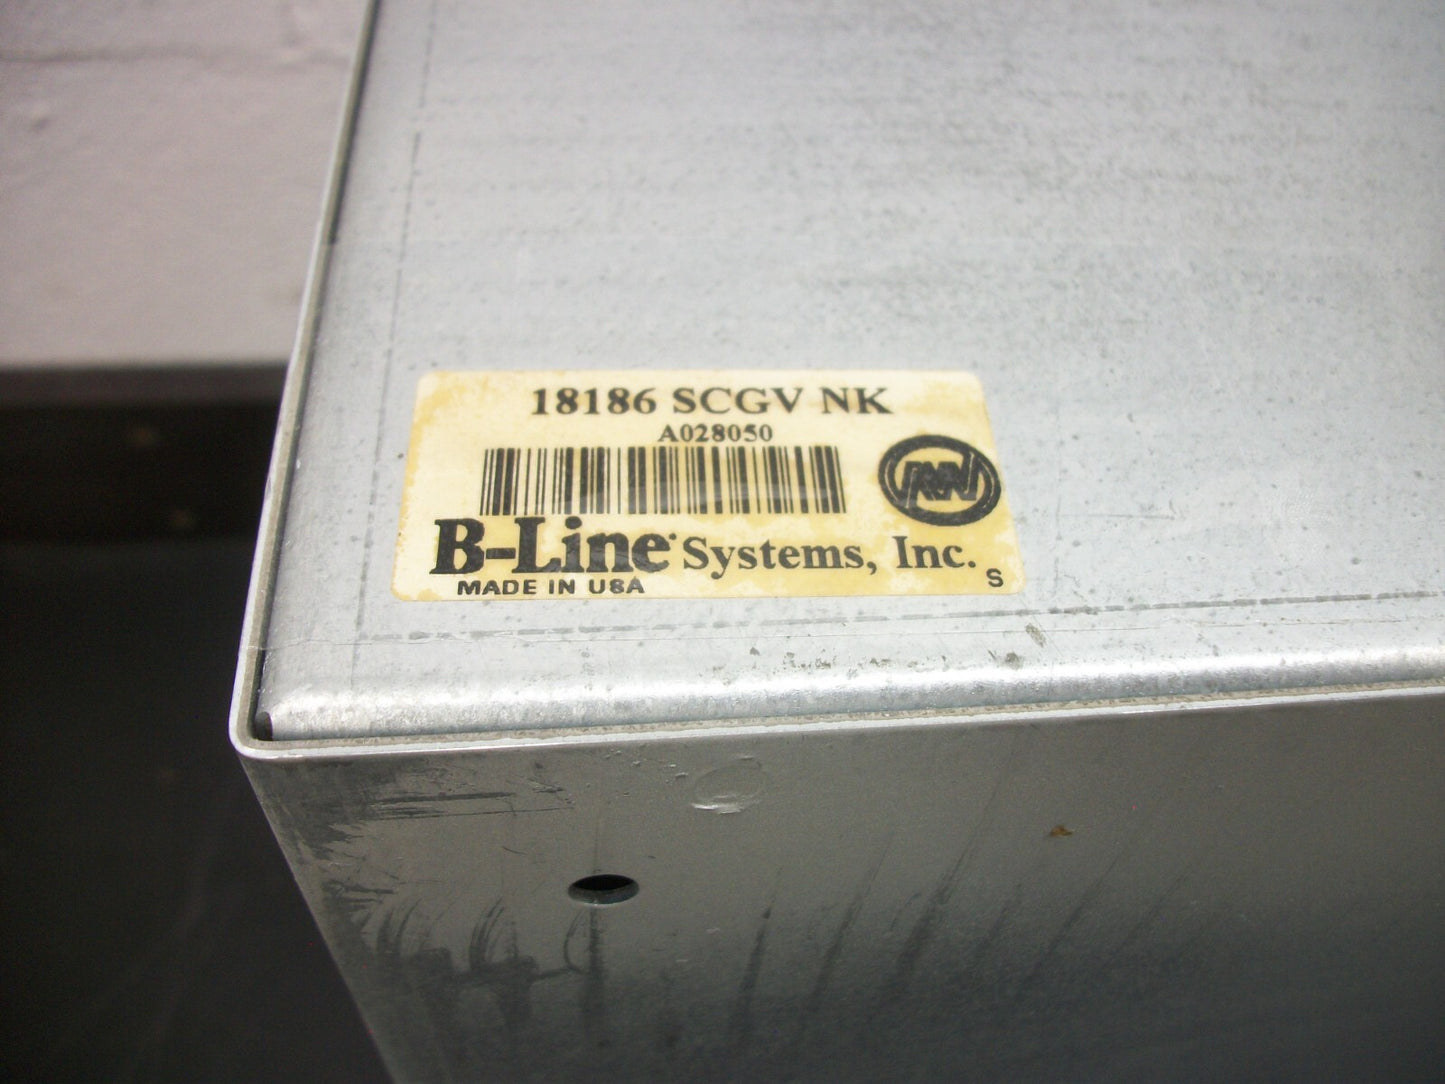 18186 SCGV NK
A028050
B-Line Systems, Inc.
MADE IN USA
S